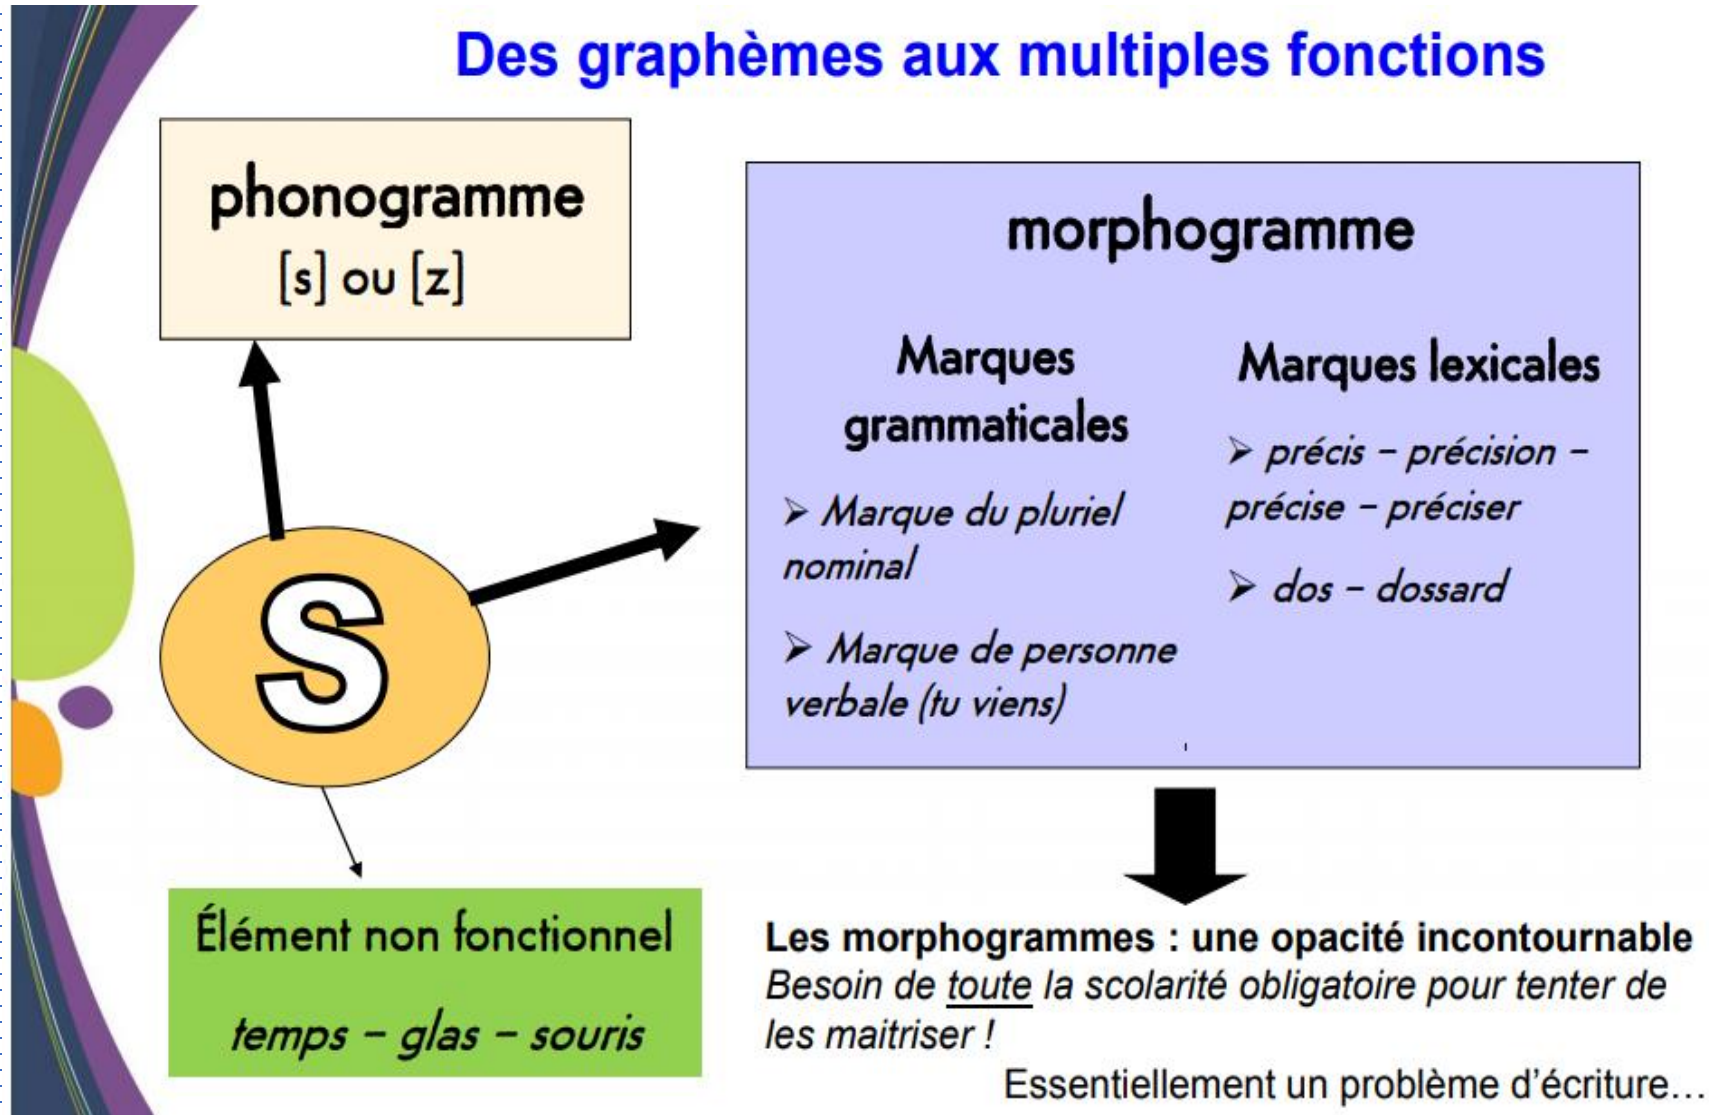 Des graphèmes aux multiples fonctions
phonogramme
[s] ou [z]
S
Élément non fonctionnel
temps – glas – souris
morphogramme
Marques
grammaticales
➢ Marque du pluriel
nominal
➢ Marque de personne
verbale (tu viens)
Marques lexicales
➢ précis – précision –
précise – préciser
➢ dos – dossard
Les morphogrammes : une opacité incontournable
Besoin de toute la scolarité obligatoire pour tenter de
les maitriser !
Essentiellement un problème d’écriture…